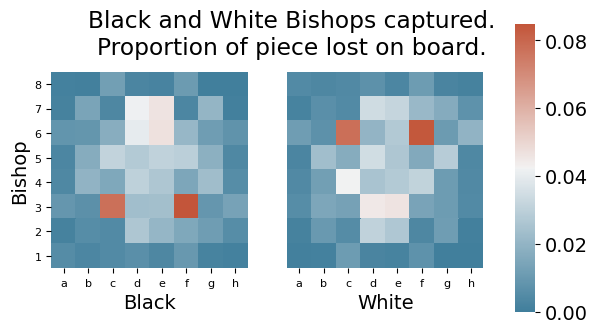 Black and White Bishops captured.
Proportion of piece lost on board.
Bishop
8
7
6
5
4
3
2
1
a b c d e f g h
Black
a b c d e f g h
White
0.08
0.06
0.04
0.02
0.00